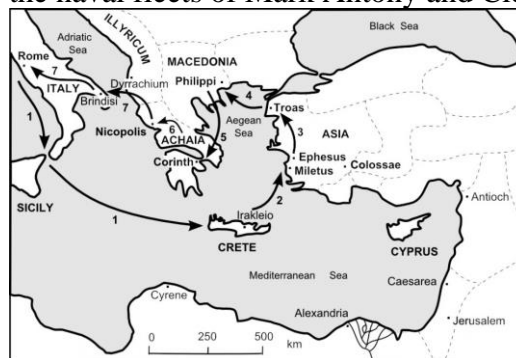 the naval fleets of Mark Antony and
Adriatic
Sea
ILLYRICUM
Black Sea
Rome
MACEDONIA
7
Dyrrachium
Philippi
4
ITALY
7
Troas
Brindisi
6
Aegean
Sea
3
ASIA
1
Nicopolis
ACHAIA
5
Ephesus
Corinth
Miletus
Colossae
SICILY
2
Antioch
1
Irakleio
CRETE
CYPRUS
Mediterranean Sea
Caesarea
Cyrene
Alexandria
Jerusalem
0 250 500
km